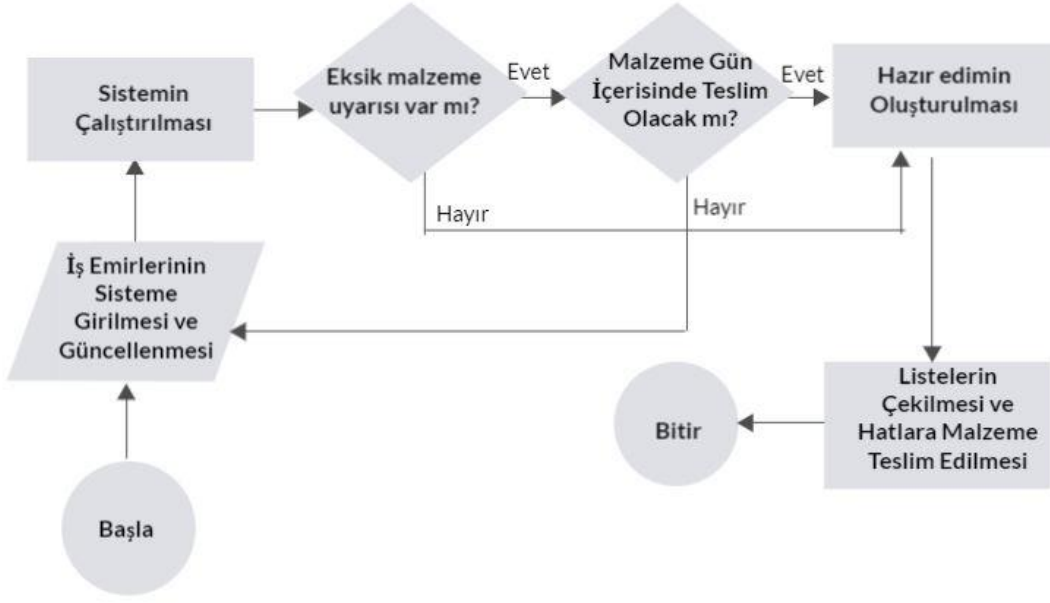 Sistemin
Çalıştırılması
Eksik malzeme
uyarısı var mı?
Evet
Malzeme Gün
İçerisinde Teslim
Olacak mı?
Evet
Hazır edimin
Oluşturulması
Hayır
Hayır
İş Emirlerinin
Sisteme
Girilmesi ve
Güncellenmesi
Listelerin
Çekilmesi ve
Hatlara Malzeme
Teslim Edilmesi
Bitir
Başla